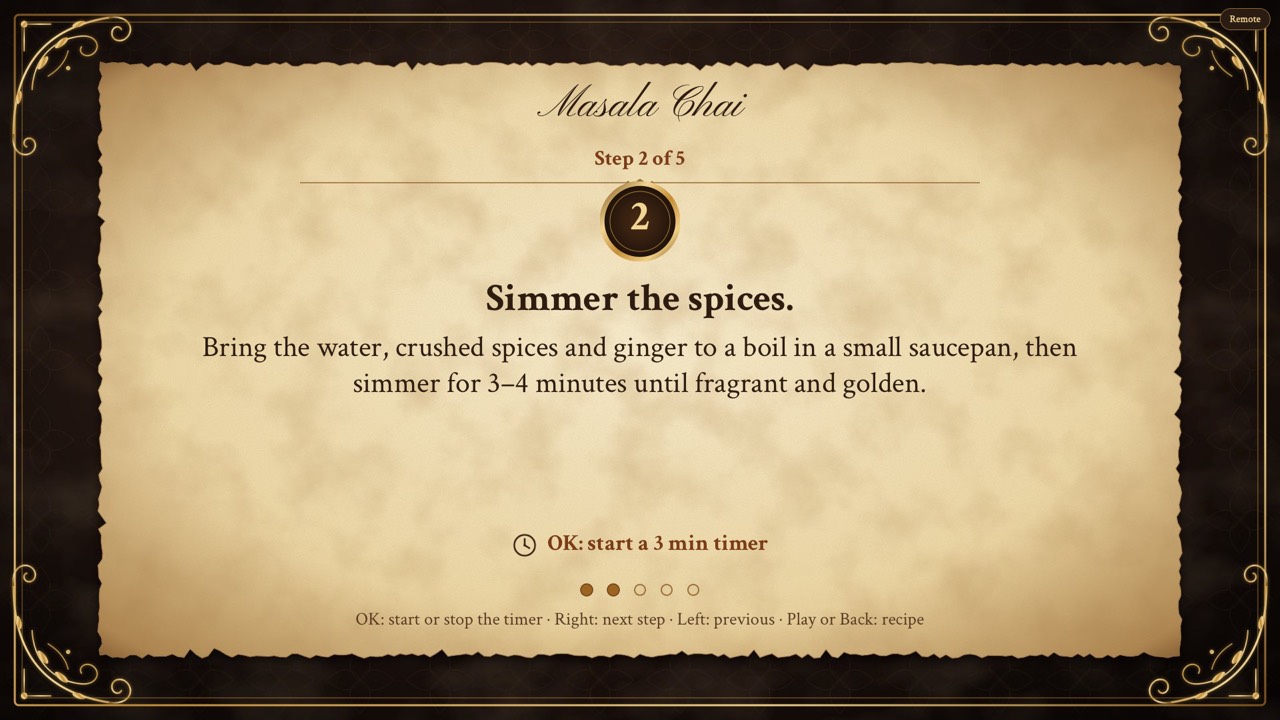 Remote
Masala Chai
Step 2 of 5
2
Simmer the spices.
Bring the water, crushed spices and ginger to a boil in a small saucepan, then
simmer for 3–4 minutes until fragrant and golden.
OK: start a 3 min timer
OK: start or stop the timer · Right: next step · Left: previous · Play or Back: recipe